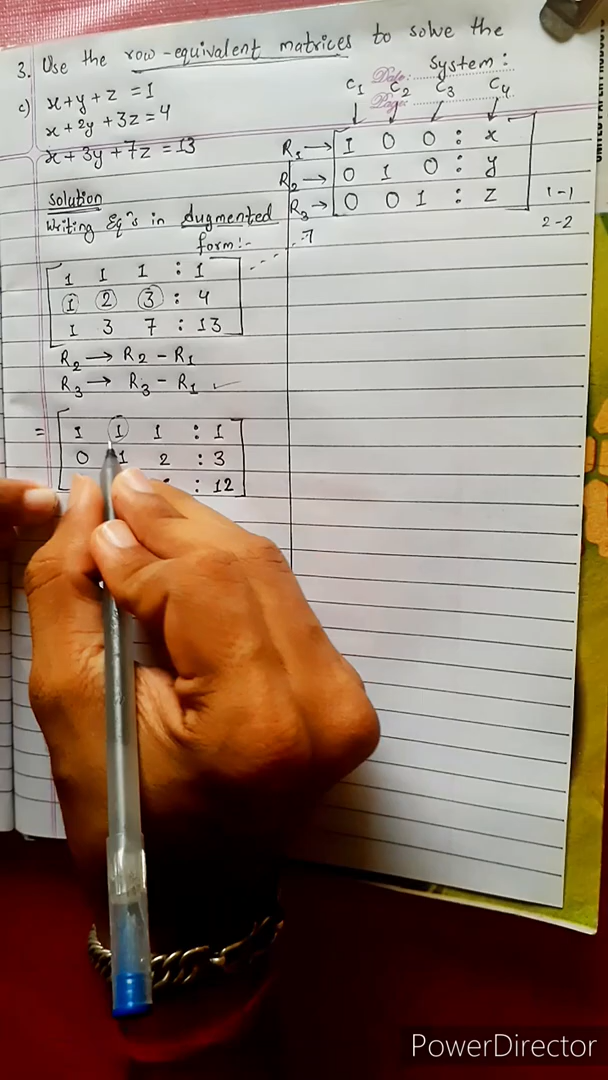 3. Use the row-equivalent matrices to solve the
System:
Date:
Page:
c) x+y+z = 1
x+2y+3z = 4
x+3y+7z = 13
C1 C2 C3 C4
R1 → 1 0 0 : x
R2 → 0 1 0 : y
R3 → 0 0 1 : z
1-1
2-2
Solution
Writing Eqⁿs in Augmented
form:-
1 1 1 : 1
1 2 3 : 4
1 3 7 : 13
R2 → R2 - R1
R3 → R3 - R1
= 1 1 1 : 1
0 1 2 : 3
: 12
PowerDirector